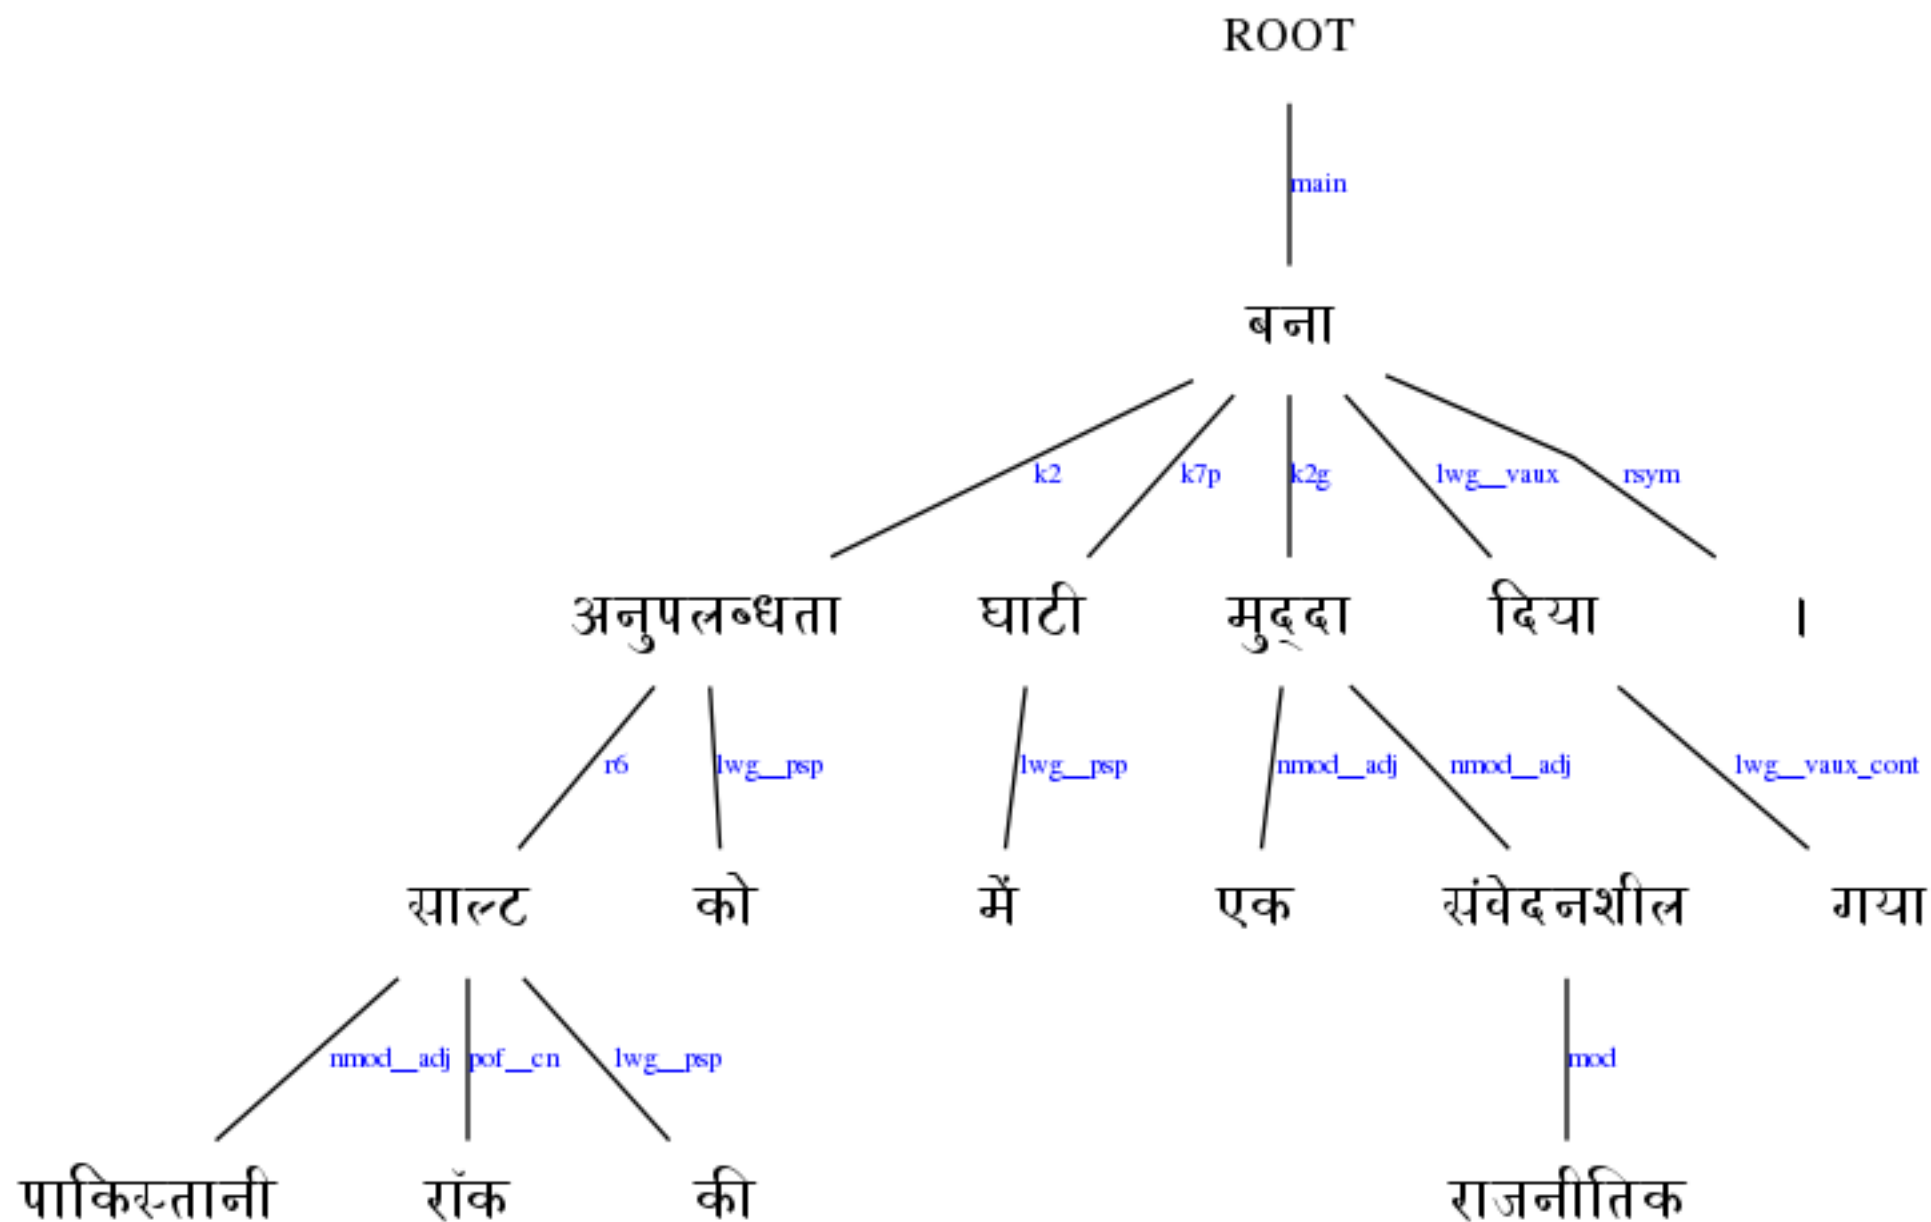 ROOT
main
बना
k2 k7p k2g lwg__vaux rsym
अनुपलब्धता घाटी मुद्दा दिया ।
r6 lwg__psp lwg__psp nmod__adj nmod__adj lwg__vaux_cont
साल्ट को में एक संवेदनशील गया
nmod__adj pof__cn lwg__psp mod
पाकिस्तानी रॉक की राजनीतिक